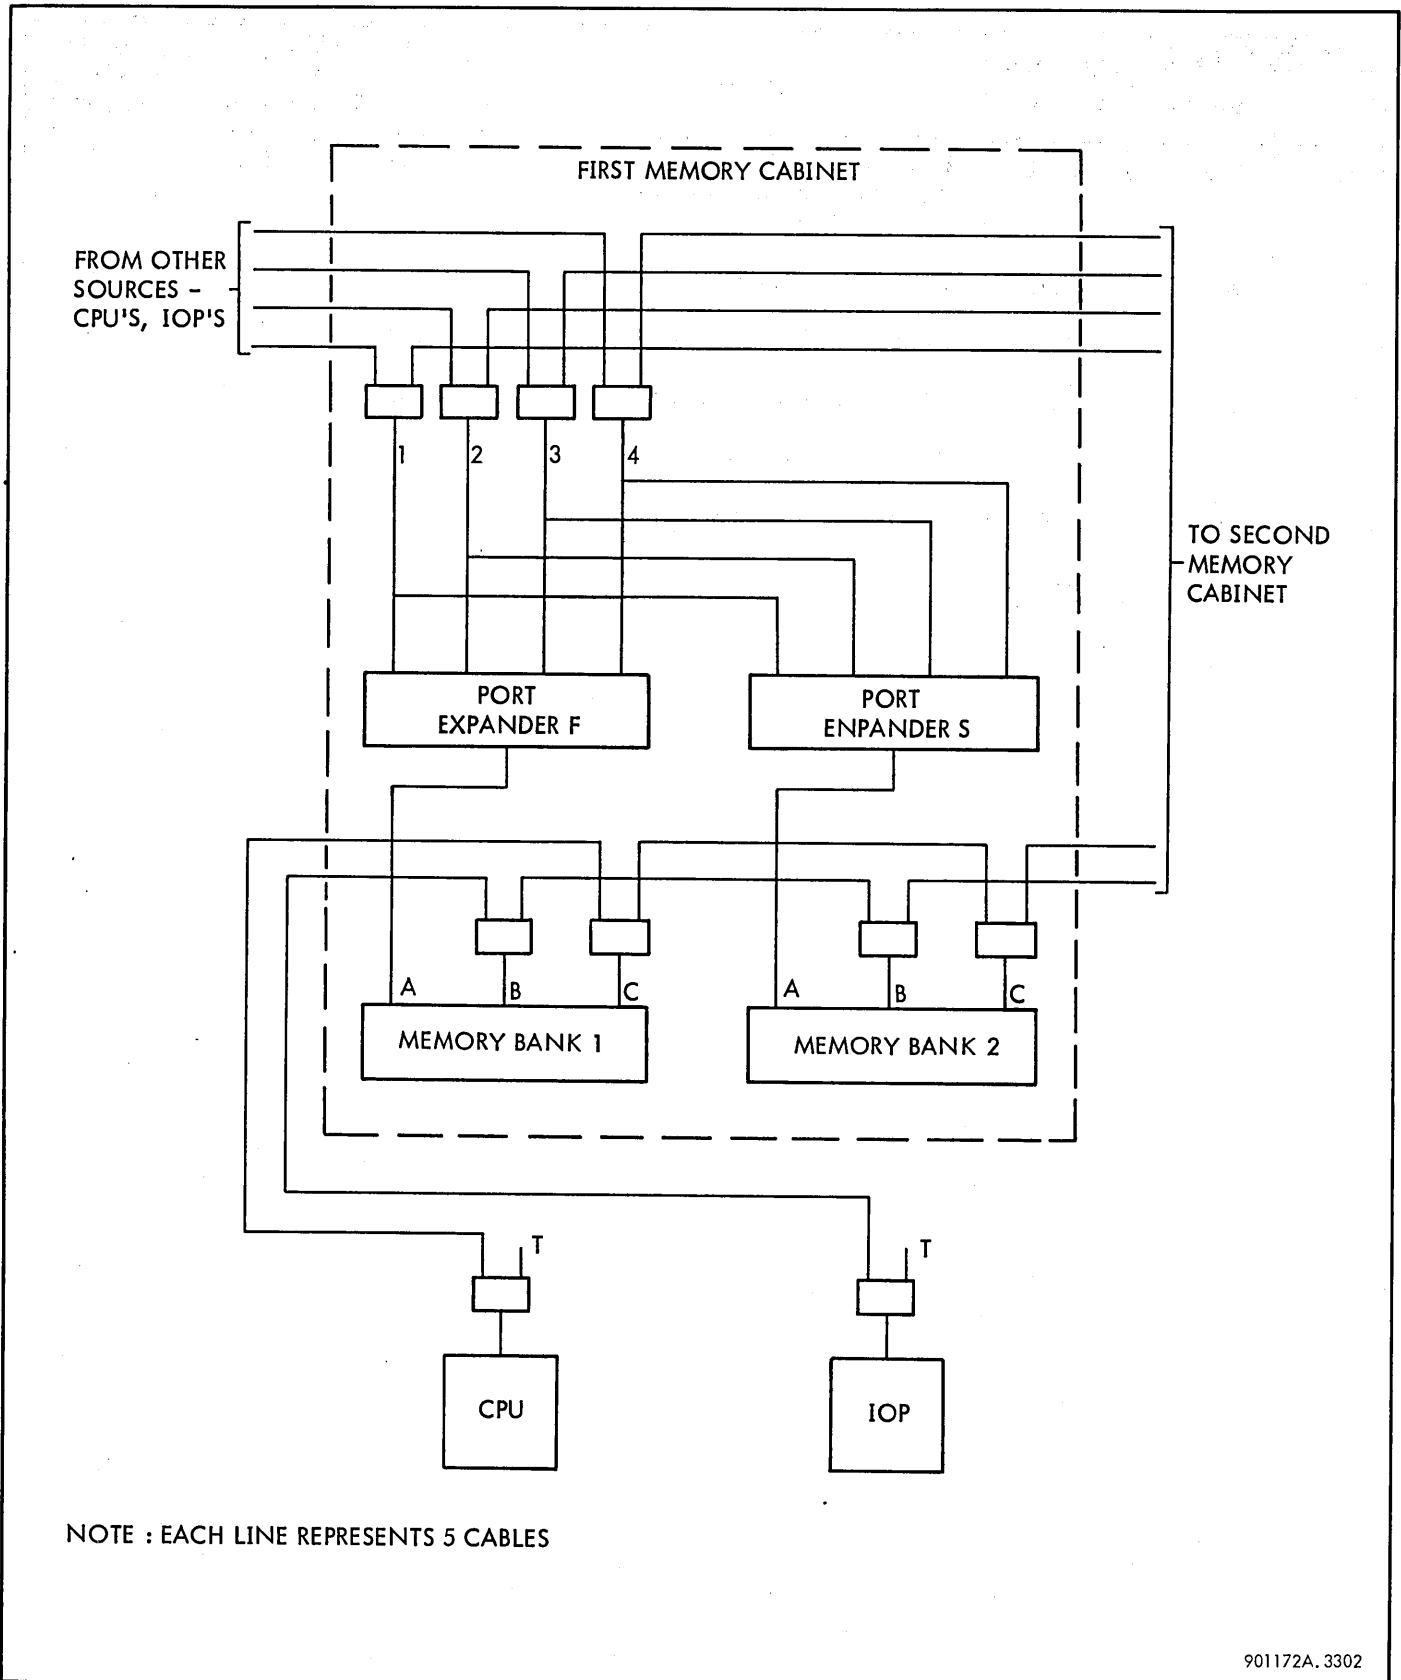 FIRST MEMORY CABINET
FROM OTHER
SOURCES -
CPU'S, IOP'S
1 2 3 4
TO SECOND
MEMORY
CABINET
PORT
EXPANDER F
PORT
ENPANDER S
A B C
A B C
MEMORY BANK 1
MEMORY BANK 2
T
T
CPU
IOP
NOTE : EACH LINE REPRESENTS 5 CABLES
901172A. 3302